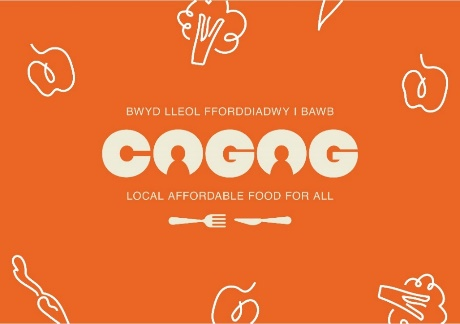 BWYD LLEOL FFORDDIADWY I BAWB
COGOG
LOCAL AFFORDABLE FOOD FOR ALL